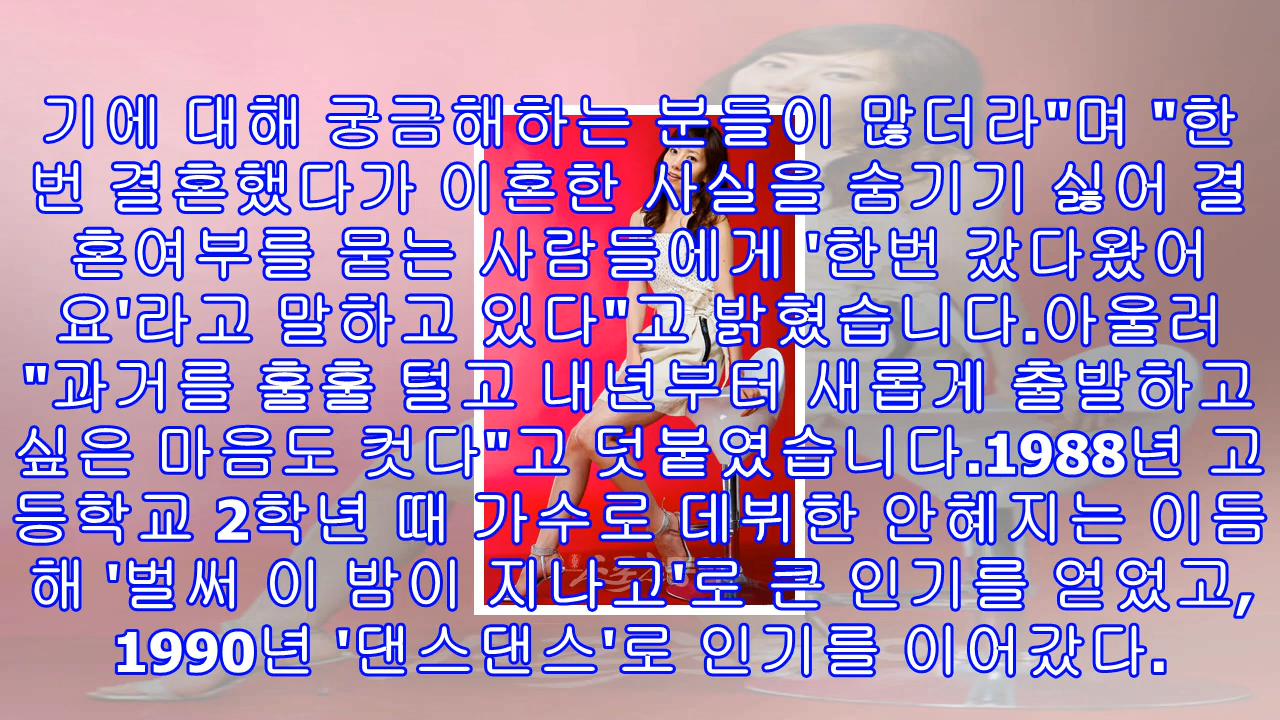 기에 대해 궁금해하는 분들이 많더라"며 "한
번 결혼했다가 이혼한 사실을 숨기기 싫어 결
혼여부를 묻는 사람들에게 '한번 갔다왔어
요'라고 말하고 있다"고 밝혔습니다.아울러
"과거를 훌훌 털고 내년부터 새롭게 출발하고
싶은 마음도 컷다"고 덧붙였습니다.1988년 고
등학교 2학년 때 가수로 데뷔한 안혜지는 이듬
해 '벌써 이 밤이 지나고'로 큰 인기를 얻었고,
1990년 '댄스댄스'로 인기를 이어갔다.